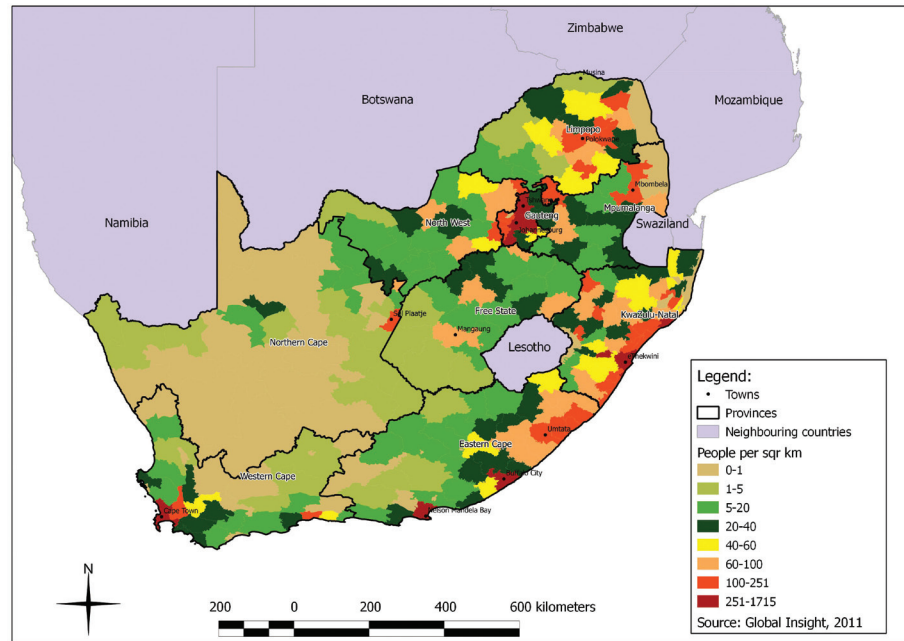 Zimbabwe
Botswana
Mozambique
Musina
Limpopo
Polokwane
Mbombela
Mpumalanga
Gauteng
North West
Namibia
Swaziland
Free State
Sol Plaatje
Mangaung
Kwazulu-Natal
Northern Cape
Lesotho
Umtata
Eastern Cape
Western Cape
Cape Town
Nelson Mandela Bay
City
Legend:
Towns
Provinces
Neighbouring countries
People per sqr km
0-1
1-5
5-20
20-40
40-60
60-100
100-251
251-1715
Source: Global Insight, 2011
N
200 0 200 400 600 kilometers